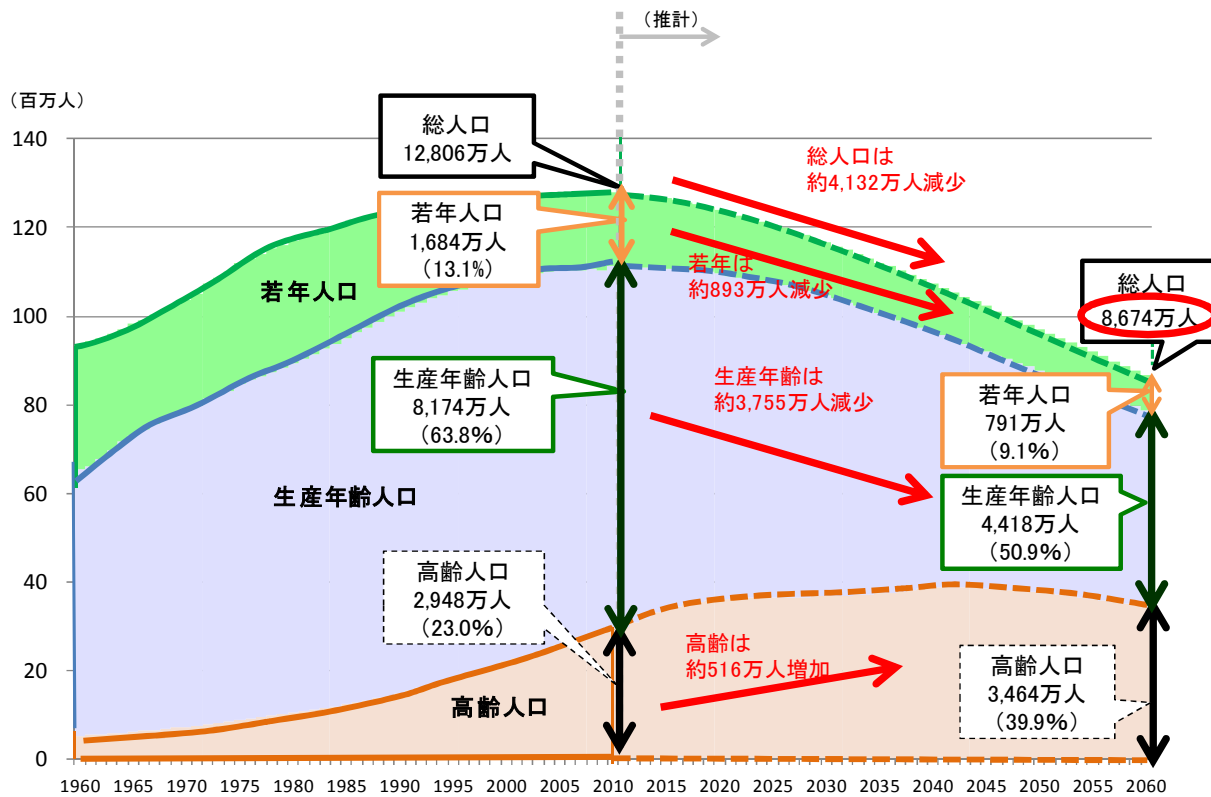 （推計）
（百万人）
140
120
100
80
60
40
20
0
総人口
12,806万人
若年人口
1,684万人
（13.1%）
総人口は
約4,132万人減少
若年は
約893万人減少
若年人口
総人口
8,674万人
生産年齢人口
8,174万人
（63.8%）
生産年齢は
約3,755万人減少
若年人口
791万人
（9.1%）
生産年齢人口
生産年齢人口
4,418万人
（50.9%）
高齢人口
2,948万人
（23.0%）
高齢は
約516万人増加
高齢人口
高齢人口
3,464万人
（39.9%）
1960 1965 1970 1975 1980 1985 1990 1995 2000 2005 2010 2015 2020 2025 2030 2035 2040 2045 2050 2055 2060